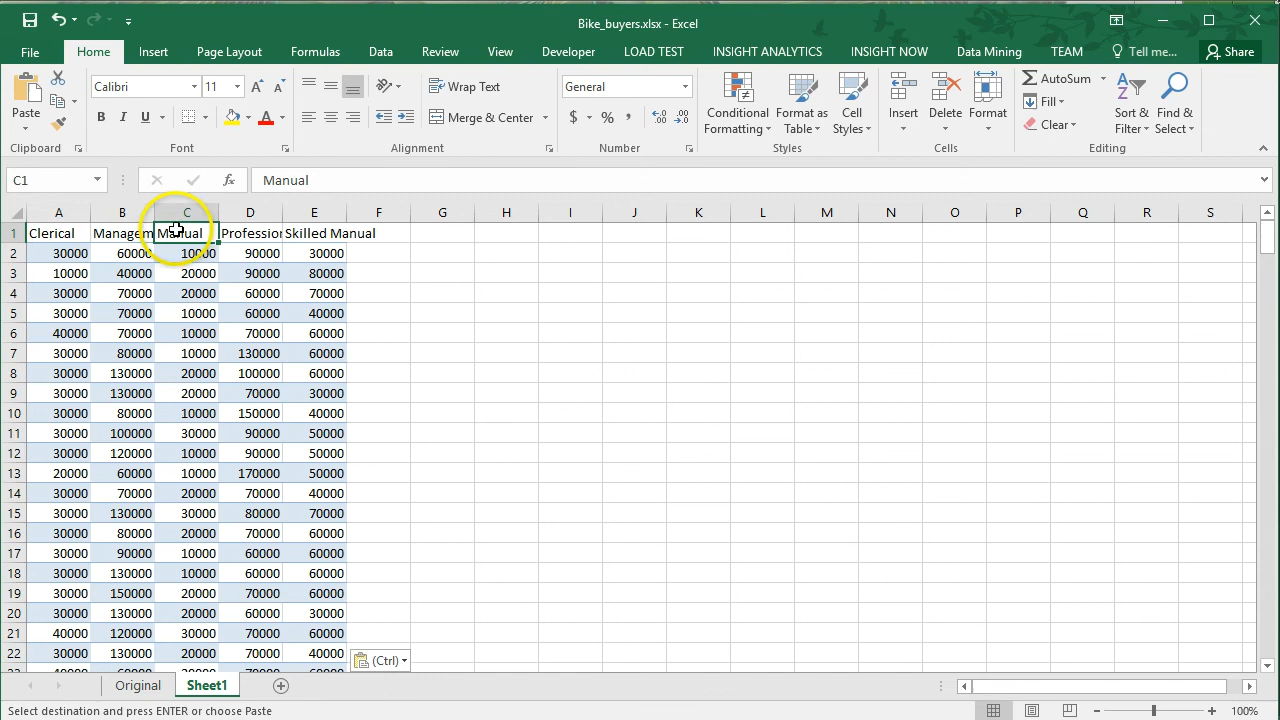 Bike_buyers.xlsx - Excel
File Home Insert Page Layout Formulas Data Review View Developer LOAD TEST INSIGHT ANALYTICS INSIGHT NOW Data Mining TEAM Tell me... Share
Calibri 11 Wrap Text General AutoSum
Fill
Paste B I U Merge & Center $ % Conditional Formatting Format as Table Cell Styles Insert Delete Format Clear Sort & Filter Find & Select
Clipboard Font Alignment Number Styles Cells Editing
C1 fx Manual
A B C D E F G H I J K L M N O P Q R S
1 Clerical Managem Manual Profession Skilled Manual
2 30000 60000 10000 90000 30000
3 10000 40000 20000 90000 80000
4 30000 70000 20000 60000 70000
5 30000 70000 10000 60000 40000
6 40000 70000 10000 70000 60000
7 30000 80000 10000 130000 60000
8 30000 130000 20000 100000 60000
9 30000 130000 20000 70000 30000
10 30000 80000 10000 150000 40000
11 30000 100000 30000 90000 50000
12 30000 120000 10000 90000 50000
13 20000 60000 10000 170000 50000
14 30000 70000 20000 70000 40000
15 30000 130000 30000 80000 70000
16 30000 80000 20000 70000 60000
17 30000 90000 10000 60000 60000
18 30000 130000 10000 60000 60000
19 30000 150000 20000 70000 60000
20 30000 130000 20000 60000 30000
21 40000 120000 30000 70000 60000
22 30000 130000 20000 70000 40000
(Ctrl)
Original Sheet1
Select destination and press ENTER or choose Paste 100%